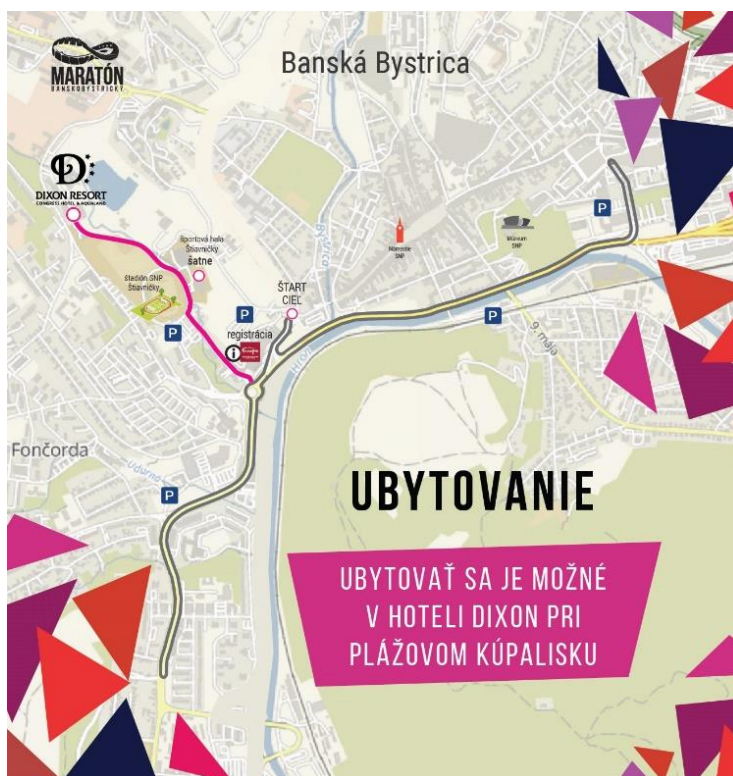 MARATÓN
BANSKOBYSTRICKÝ
Banská Bystrica
D
DIXON RESORT
CONGRESS HOTEL & AQUALAND
športová hala
Štiavničky
šatne
štadión SNP
Štiavničky
ŠTART
CIEĽ
registrácia
i
P
P
P
P
P
Bystrica
Hron
Námestie
SNP
Múzeum
SNP
9. mája
Fončorda
Udurná
UBYTOVANIE
UBYTOVAŤ SA JE MOŽNÉ
V HOTELI DIXON PRI
PLÁŽOVOM KÚPALISKU